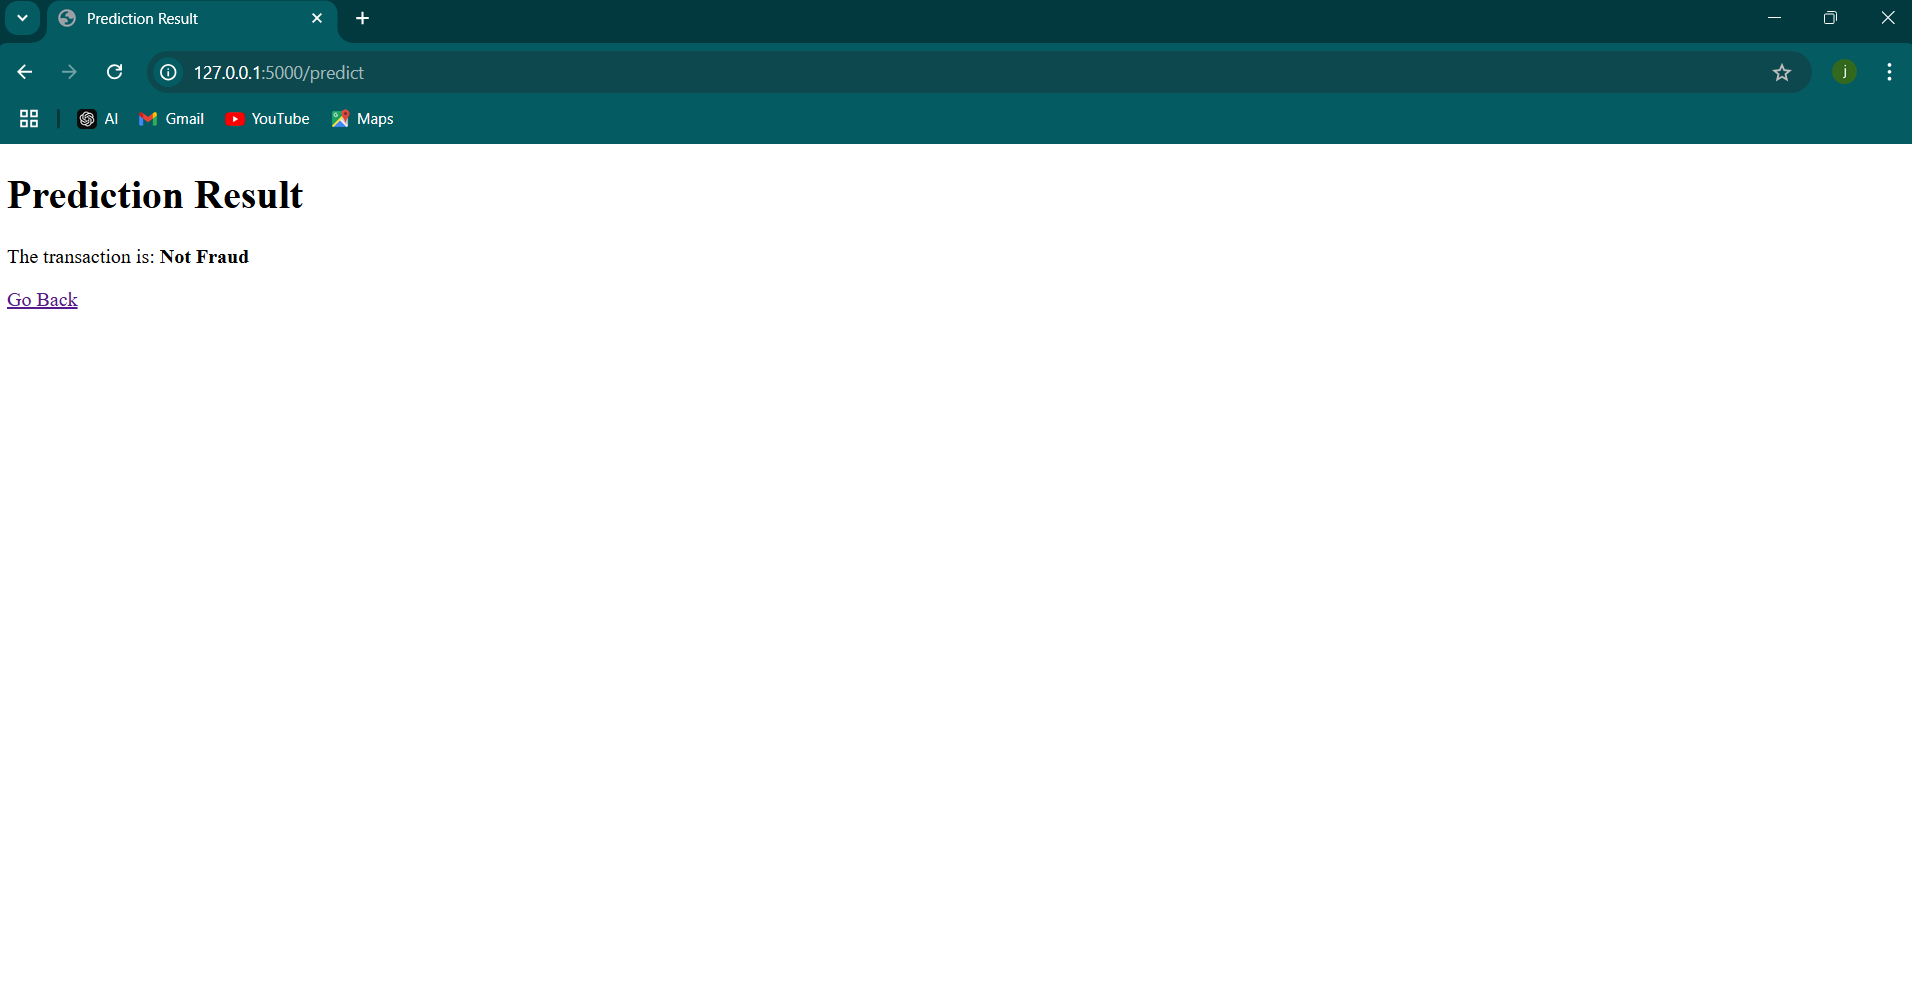 Prediction Result
127.0.0.1:5000/predict
j
AI Gmail YouTube Maps
Prediction Result
The transaction is: Not Fraud
Go Back